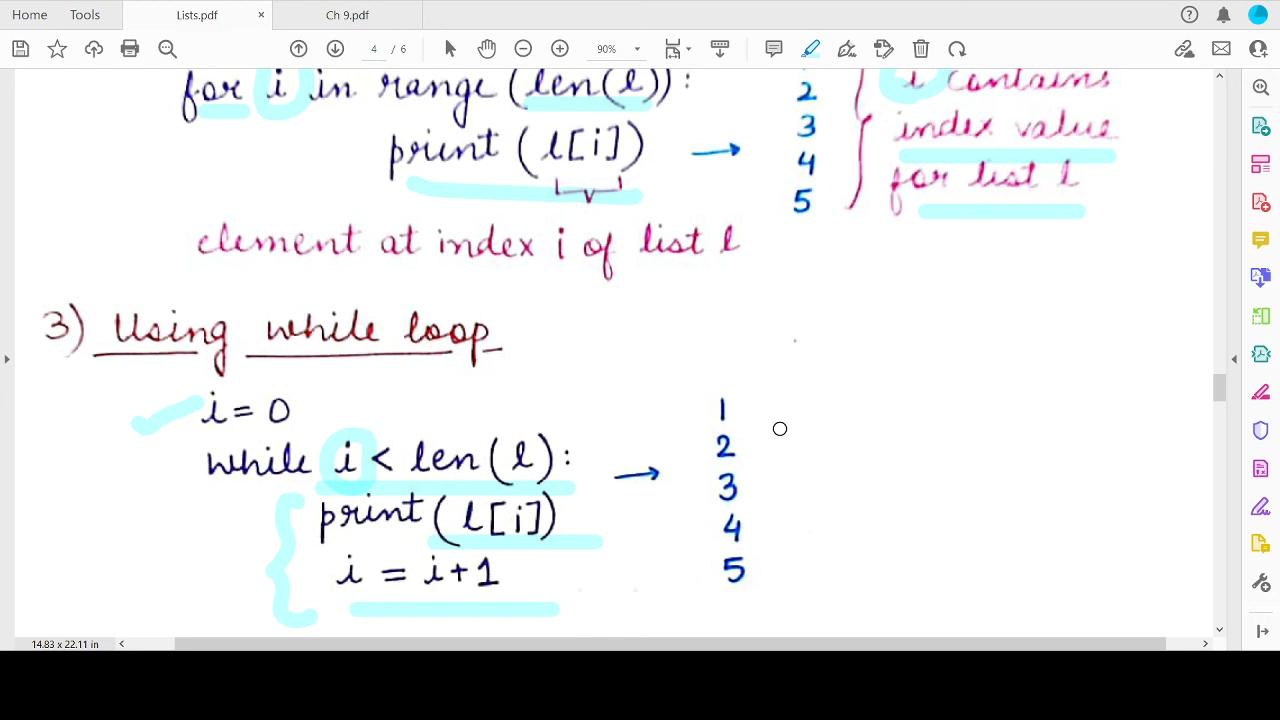 Home Tools Lists.pdf × Ch 9.pdf
4 / 6 90%
for i in range (len(l)):
print (l[i]) →
2
3
4
5
i contains
index value
for list l
element at index i of list l
3) Using while loop
i = 0
while i < len(l):
print(l[i])
i = i+1
→
1
2
3
4
5
14.83 x 22.11 in